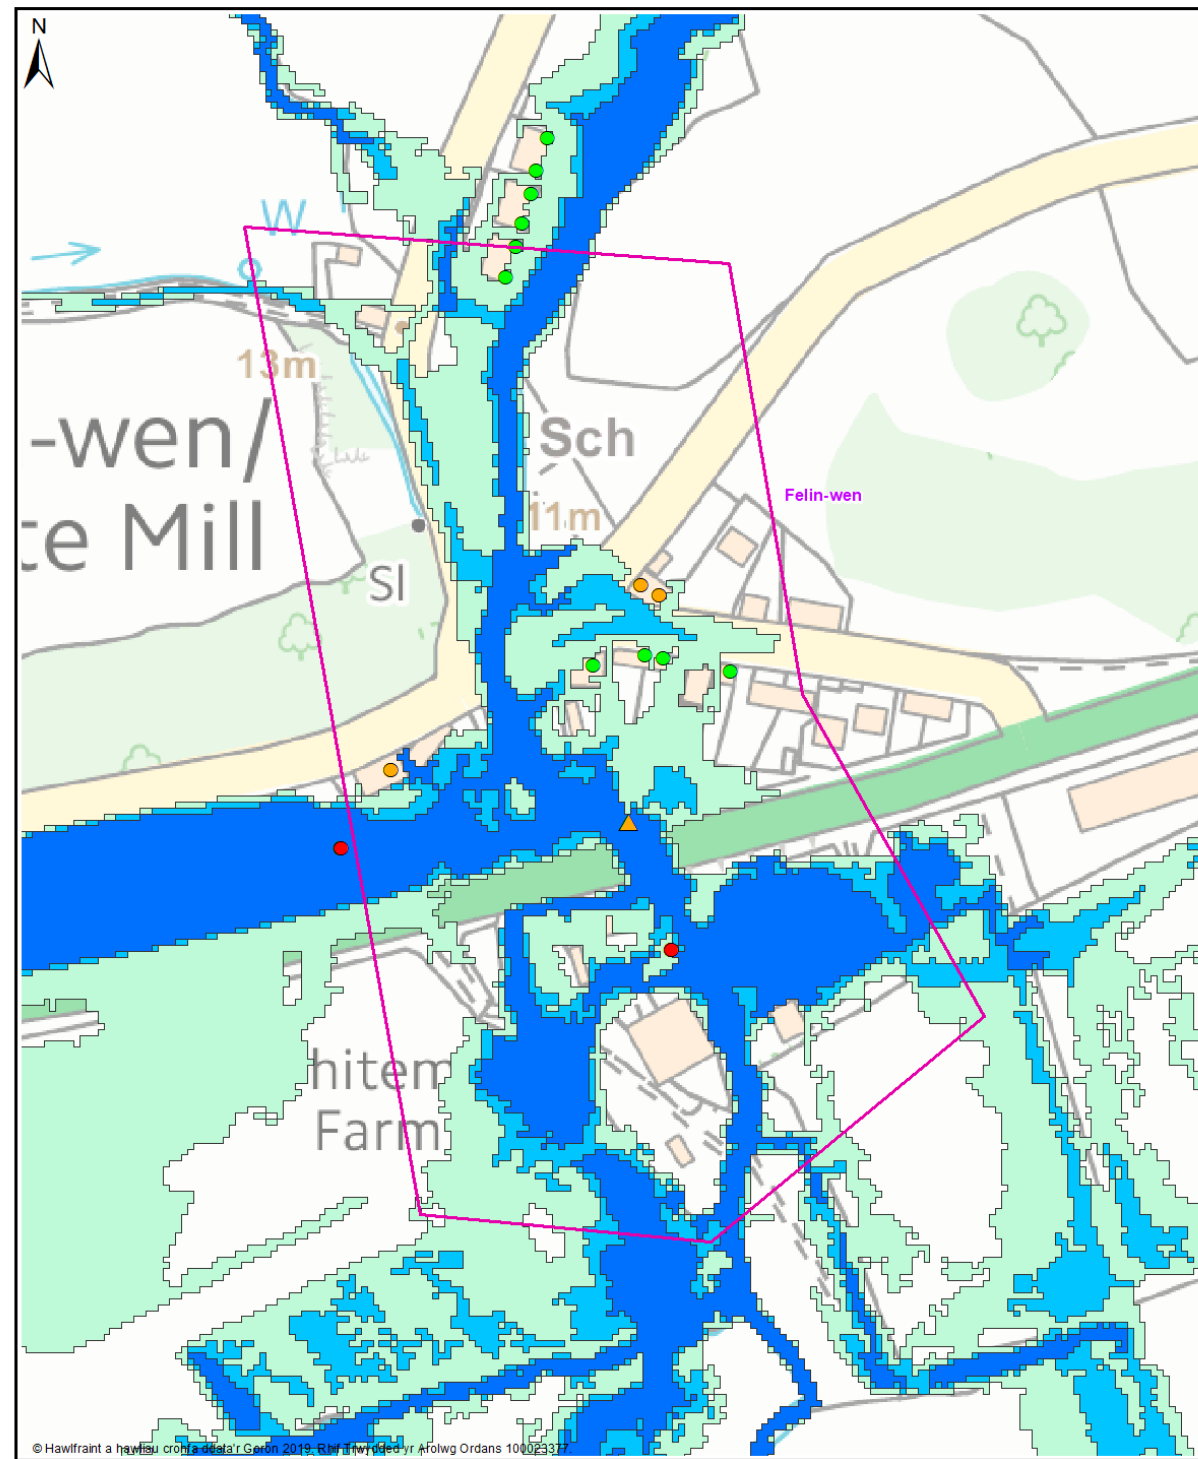 N
W
13m
-wen/
te Mill
Sch
11m
Felin-wen
Sl
hitem
Farm
© Hawlfraint a hawliau cronfa ddata'r Goron 2019. Rhif Trwydded yr Arolwg Ordans 100023377.